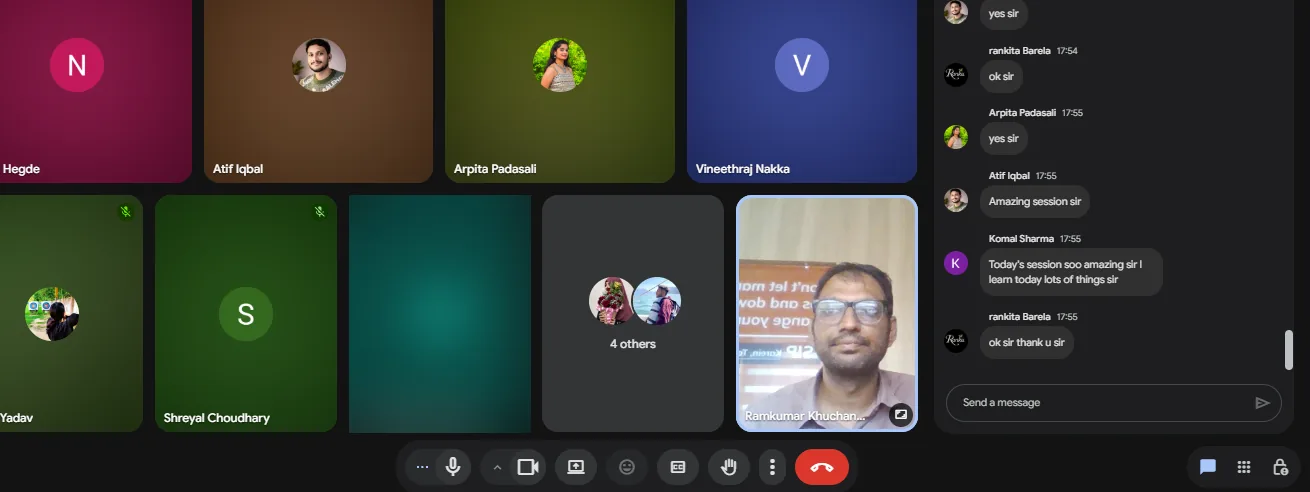 N
Hegde
Atif Iqbal
Arpita Padasali
V
Vineethraj Nakka
Yadav
S
Shreyal Choudhary
4 others
Ramkumar Khuchan...
yes sir
rankita Barela 17:54
ok sir
Arpita Padasali 17:55
yes sir
Atif Iqbal 17:55
Amazing session sir
Komal Sharma 17:55
K
Today's session soo amazing sir I
learn today lots of things sir
rankita Barela 17:55
ok sir thank u sir
Send a message